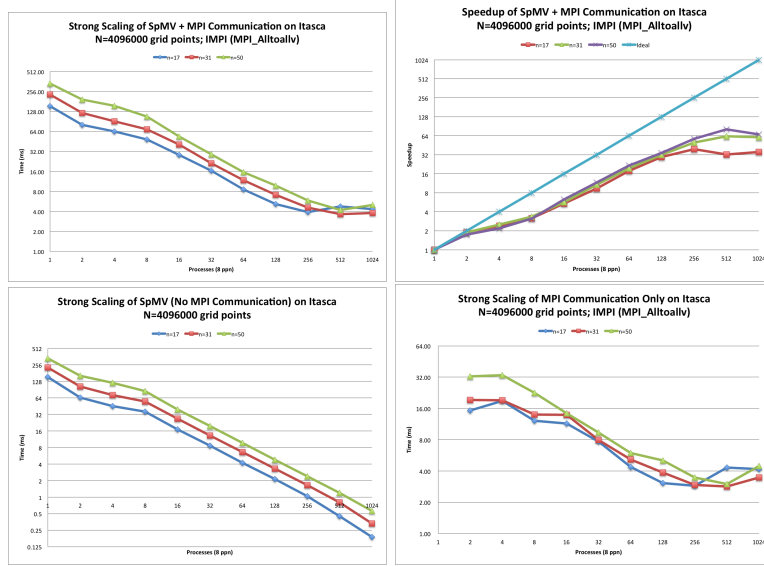 Strong Scaling of SpMV + MPI Communication on Itasca
N=4096000 grid points; IMPI (MPI_Alltoallv)
n=17 n=31 n=50
512.00
256.00
128.00
64.00
32.00
16.00
8.00
4.00
2.00
1.00
1 2 4 8 16 32 64 128 256 512 1024
Time (ms)
Processes (8 ppn)
Speedup of SpMV + MPI Communication on Itasca
N=4096000 grid points; IMPI (MPI_Alltoallv)
n=17 n=31 n=50 Ideal
1024
512
256
128
64
32
16
8
4
2
1
1 2 4 8 16 32 64 128 256 512 1024
Speedup
Processes (8 ppn)
Strong Scaling of SpMV (No MPI Communication) on Itasca
N=4096000 grid points
n=17 n=31 n=50
512
256
128
64
32
16
8
4
2
1
0.5
0.25
0.125
1 2 4 8 16 32 64 128 256 512 1024
Time (ms)
Processes (8 ppn)
Strong Scaling of MPI Communication Only on Itasca
N=4096000 grid points; IMPI (MPI_Alltoallv)
n=17 n=31 n=50
64.00
32.00
16.00
8.00
4.00
2.00
1.00
1 2 4 8 16 32 64 128 256 512 1024
Time (ms)
Processes (8 ppn)